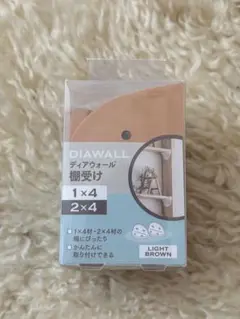 DIAWALL
ディアウォール
棚受け
1×4
2×4
・1×4材・2×4材の
幅にぴったり
・かんたんに
取り付けできる
LIGHT
BROWN